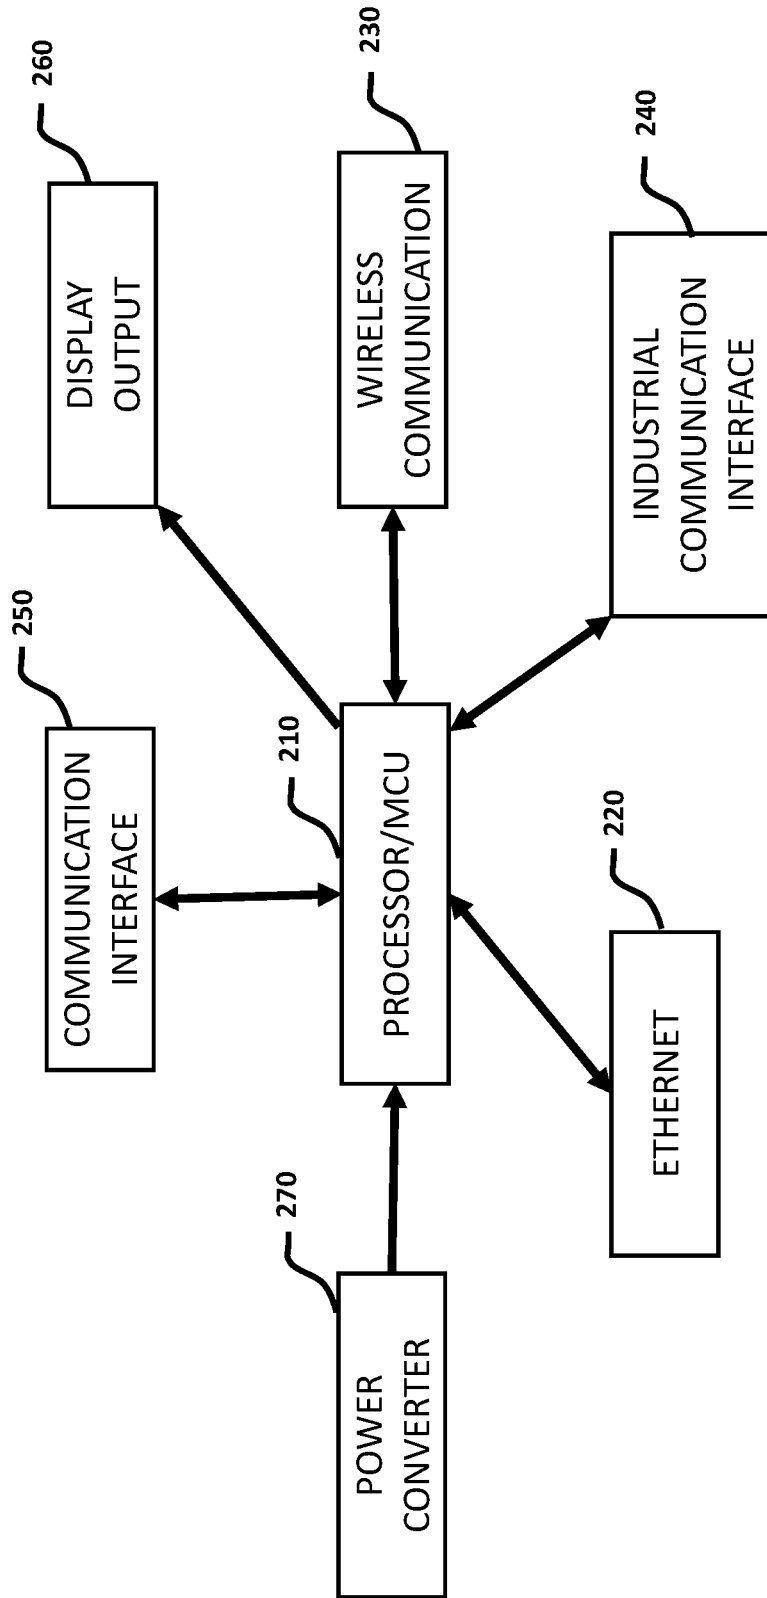 250
260
COMMUNICATION
INTERFACE
DISPLAY
OUTPUT
270
210
230
POWER
CONVERTER
PROCESSOR/MCU
WIRELESS
COMMUNICATION
220
240
ETHERNET
INDUSTRIAL
COMMUNICATION
INTERFACE